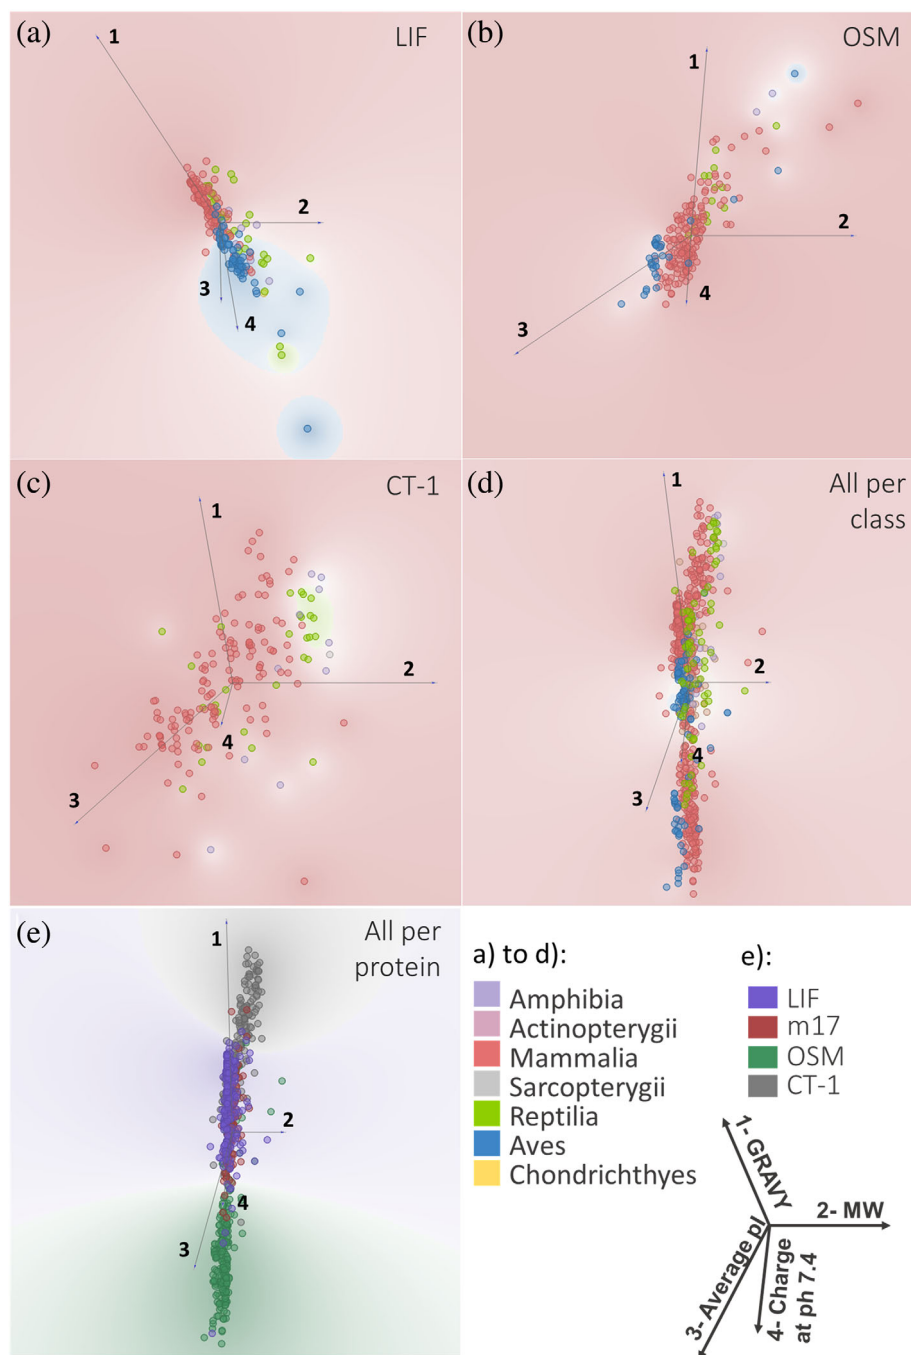 (a)
LIF
1
2
3
4
(b)
OSM
1
2
3
4
(c)
CT-1
1
2
3
4
(d)
All per
class
1
2
3
4
(e)
All per
protein
1
2
3
4
a) to d):
Amphibia
Actinopterygii
Mammalia
Sarcopterygii
Reptilia
Aves
Chondrichthyes
e):
LIF
m17
OSM
CT-1
1- GRAVY
2- MW
3- Average pI
4- Charge
at ph 7.4